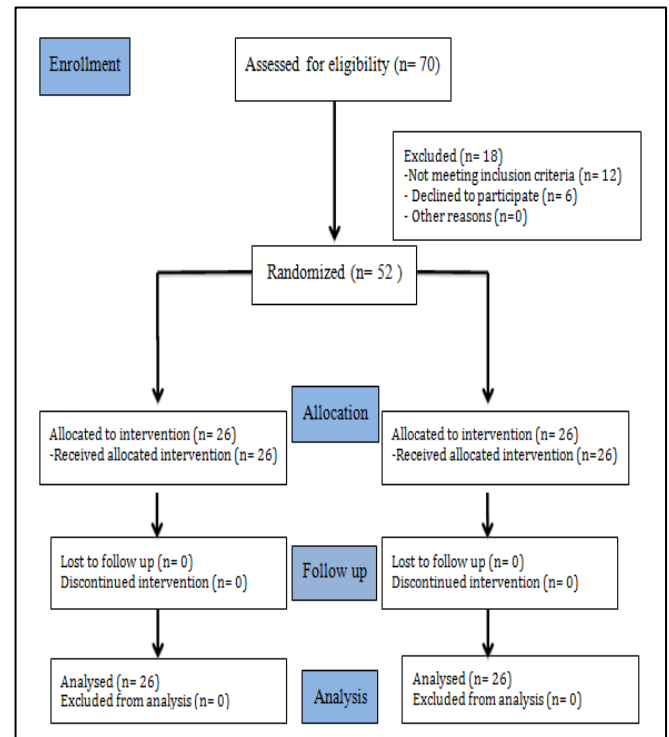 Enrollment
Assessed for eligibility (n= 70)
Excluded (n= 18)
-Not meeting inclusion criteria (n= 12)
- Declined to participate (n= 6)
- Other reasons (n=0)
Randomized (n= 52 )
Allocation
Allocated to intervention (n= 26)
-Received allocated intervention (n= 26)
Allocated to intervention (n= 26)
-Received allocated intervention (n=26)
Lost to follow up (n= 0)
Discontinued intervention (n= 0)
Follow up
Lost to follow up (n= 0)
Discontinued intervention (n= 0)
Analysed (n= 26)
Excluded from analysis (n= 0)
Analysis
Analysed (n= 26)
Excluded from analysis (n= 0)